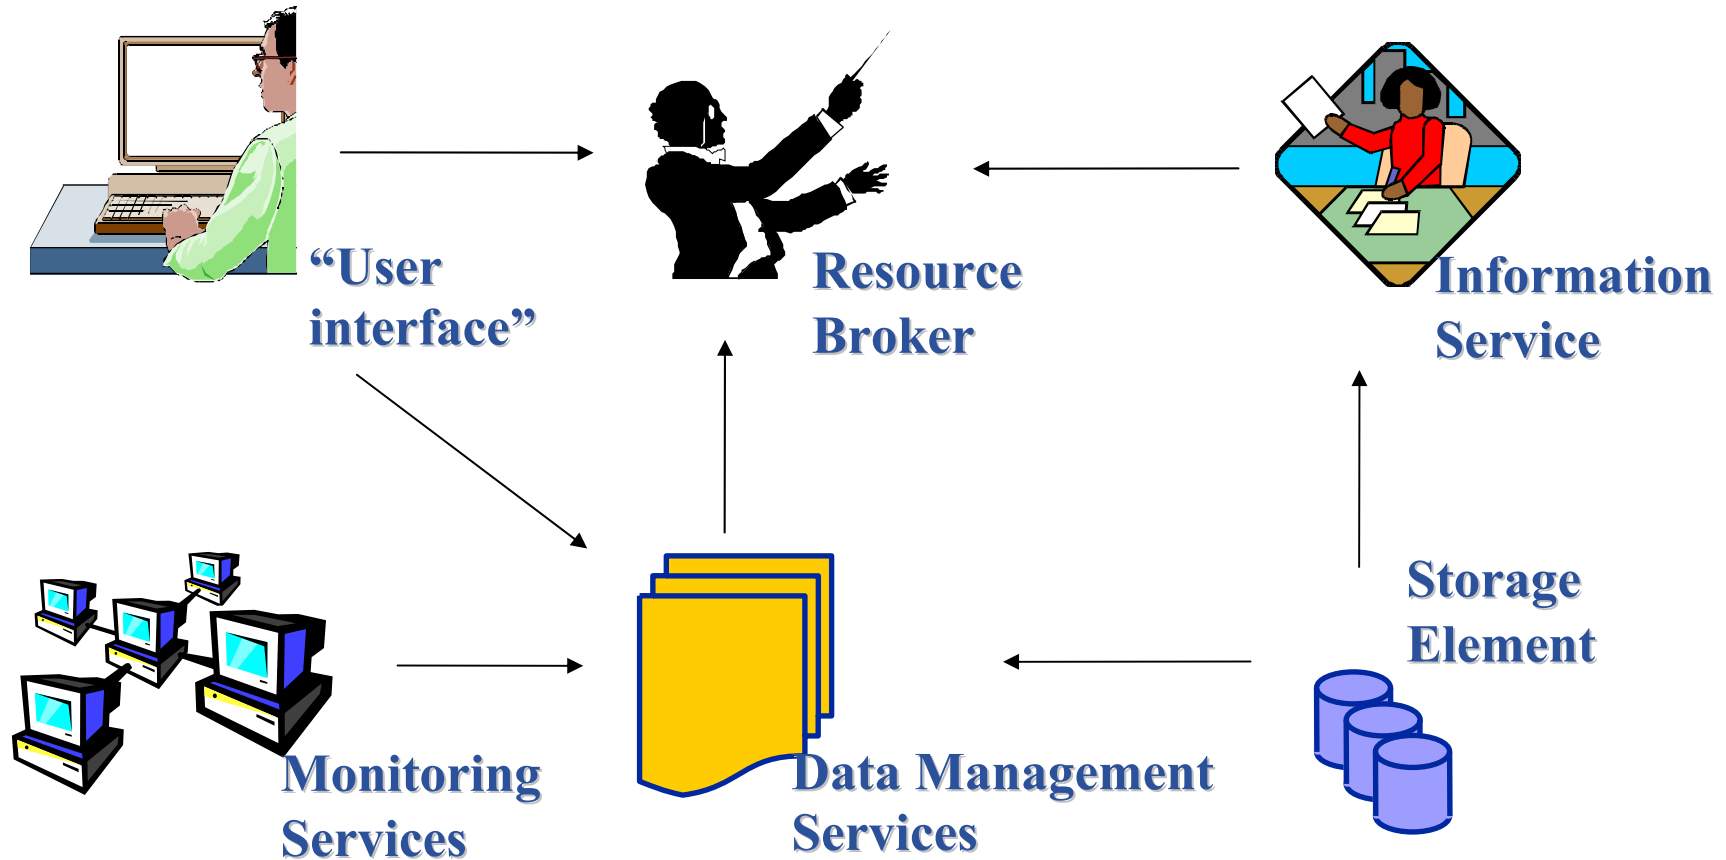 “User
interface”
Resource
Broker
Information
Service
Storage
Element
Monitoring
Services
Data Management
Services